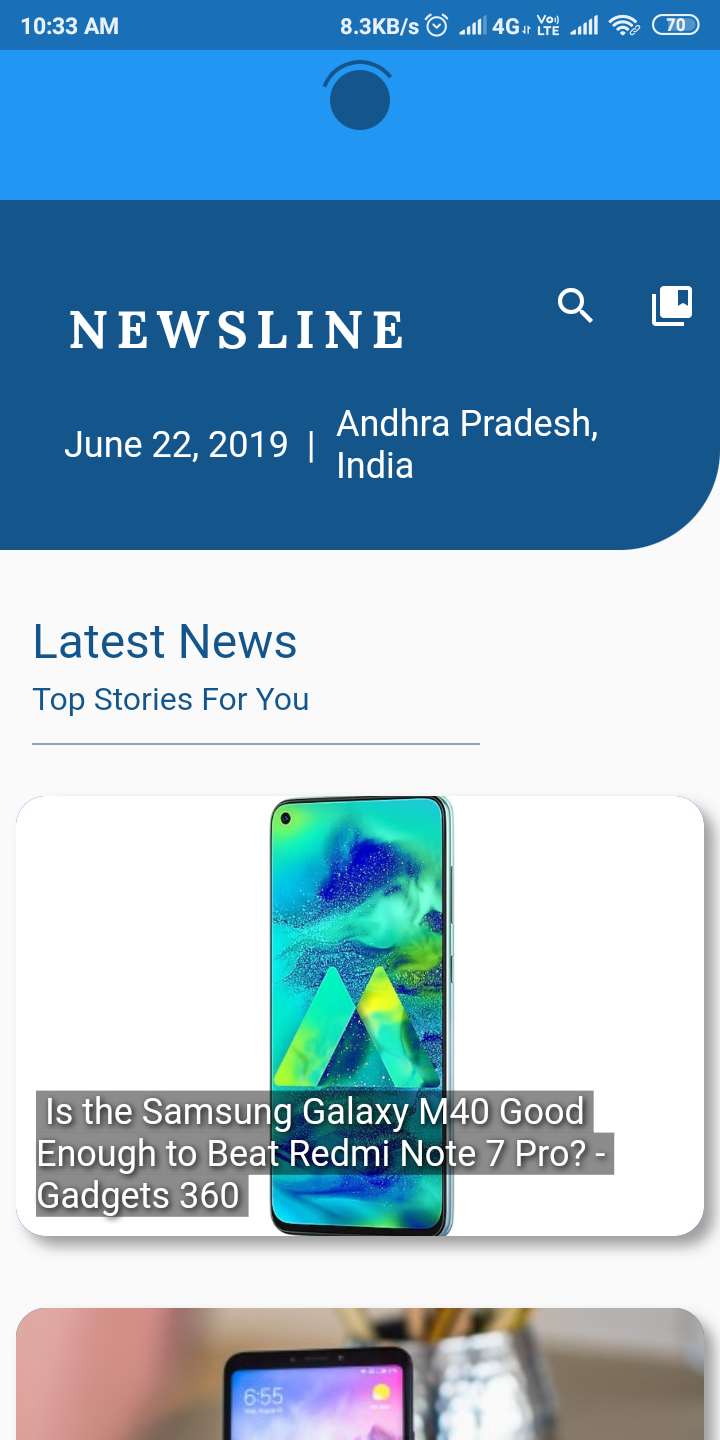 10:33 AM 8.3KB/s 4G Vo)) LTE 70
NEWSLINE
June 22, 2019 | Andhra Pradesh,
India
Latest News
Top Stories For You
Is the Samsung Galaxy M40 Good
Enough to Beat Redmi Note 7 Pro? -
Gadgets 360
6:55